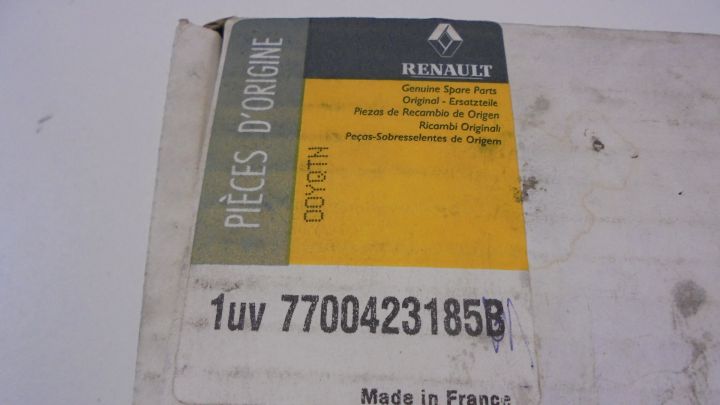 PIÈCES D'ORIGINE
RENAULT
Genuine Spare Parts
Original - Ersatzteile
Piezas de Recambio de Origen
Ricambi Originali
Peças-Sobresselentes de Origem
00YQTN
1uv 7700423185B
Made in France